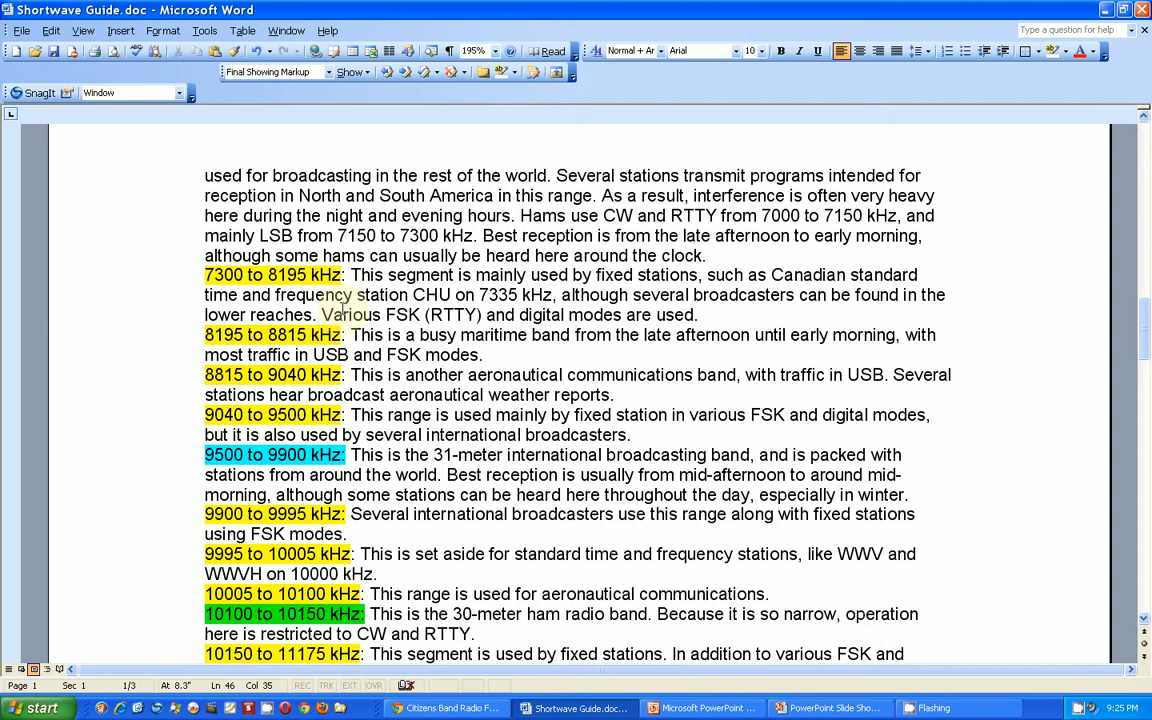 Shortwave Guide.doc - Microsoft Word
File Edit View Insert Format Tools Table Window Help
Type a question for help
195% Read Normal + Ar Arial 10 B I U
Final Showing Markup Show
SnagIt Window
used for broadcasting in the rest of the world. Several stations transmit programs intended for
reception in North and South America in this range. As a result, interference is often very heavy
here during the night and evening hours. Hams use CW and RTTY from 7000 to 7150 kHz, and
mainly LSB from 7150 to 7300 kHz. Best reception is from the late afternoon to early morning,
although some hams can usually be heard here around the clock.
7300 to 8195 kHz: This segment is mainly used by fixed stations, such as Canadian standard
time and frequency station CHU on 7335 kHz, although several broadcasters can be found in the
lower reaches. Various FSK (RTTY) and digital modes are used.
8195 to 8815 kHz: This is a busy maritime band from the late afternoon until early morning, with
most traffic in USB and FSK modes.
8815 to 9040 kHz: This is another aeronautical communications band, with traffic in USB. Several
stations hear broadcast aeronautical weather reports.
9040 to 9500 kHz: This range is used mainly by fixed station in various FSK and digital modes,
but it is also used by several international broadcasters.
9500 to 9900 kHz: This is the 31-meter international broadcasting band, and is packed with
stations from around the world. Best reception is usually from mid-afternoon to around mid-
morning, although some stations can be heard here throughout the day, especially in winter.
9900 to 9995 kHz: Several international broadcasters use this range along with fixed stations
using FSK modes.
9995 to 10005 kHz: This is set aside for standard time and frequency stations, like WWV and
WWVH on 10000 kHz.
10005 to 10100 kHz: This range is used for aeronautical communications.
10100 to 10150 kHz: This is the 30-meter ham radio band. Because it is so narrow, operation
here is restricted to CW and RTTY.
10150 to 11175 kHz: This segment is used by fixed stations. In addition to various FSK and
Page 1 Sec 1 1/3 At 8.3" Ln 46 Col 35 REC TRK EXT OVR
start Citizens Band Radio F... Shortwave Guide.doc... Microsoft PowerPoint ... PowerPoint Slide Sho... Flashing 9:25 PM